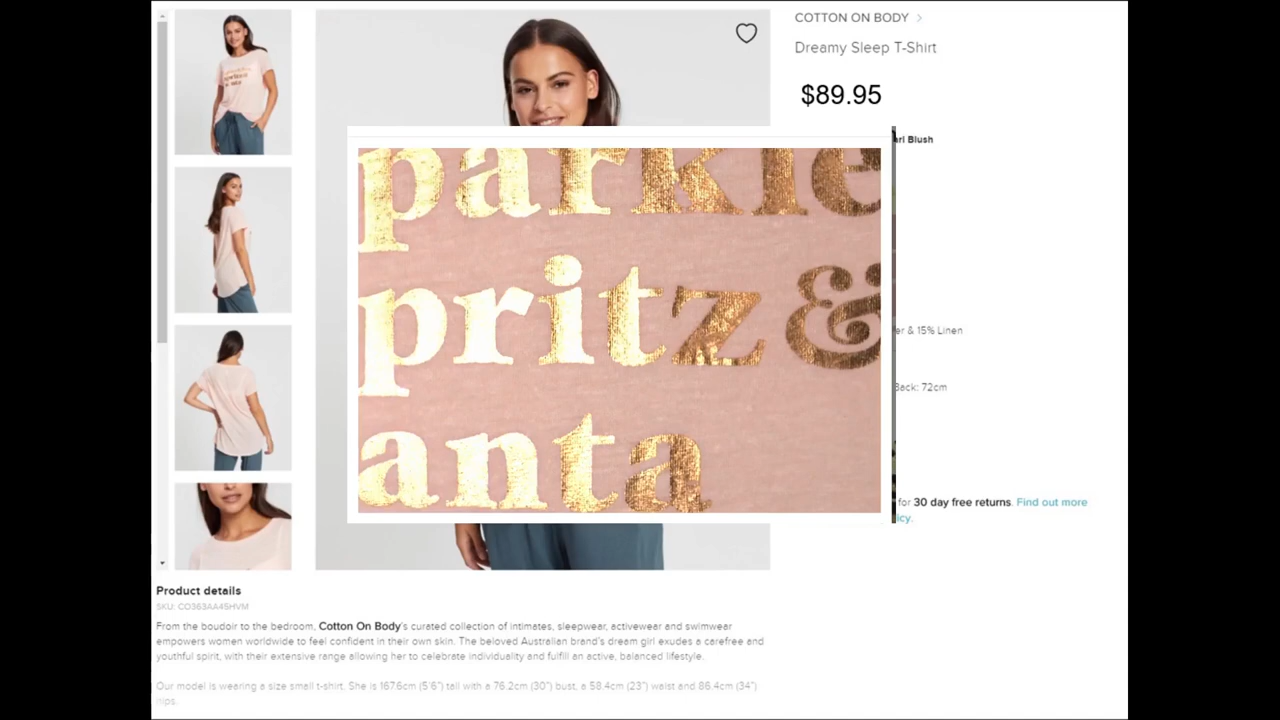 COTTON ON BODY
Dreamy Sleep T-Shirt
$89.95
arl Blush
parkle
pritz &
anta
er & 15% Linen
Back: 72cm
for 30 day free returns. Find out more
icy.
Product details
SKU: CO363AA45HVM
From the boudoir to the bedroom, Cotton On Body's curated collection of intimates, sleepwear, activewear and swimwear
empowers women worldwide to feel confident in their own skin. The beloved Australian brand's dream girl exudes a carefree and
youthful spirit, with their extensive range allowing her to celebrate individuality and fulfill an active, balanced lifestyle.
Our model is wearing a size small t-shirt. She is 167.6cm (5'6") tall with a 76.2cm (30") bust, a 58.4cm (23") waist and 86.4cm (34")
hips.